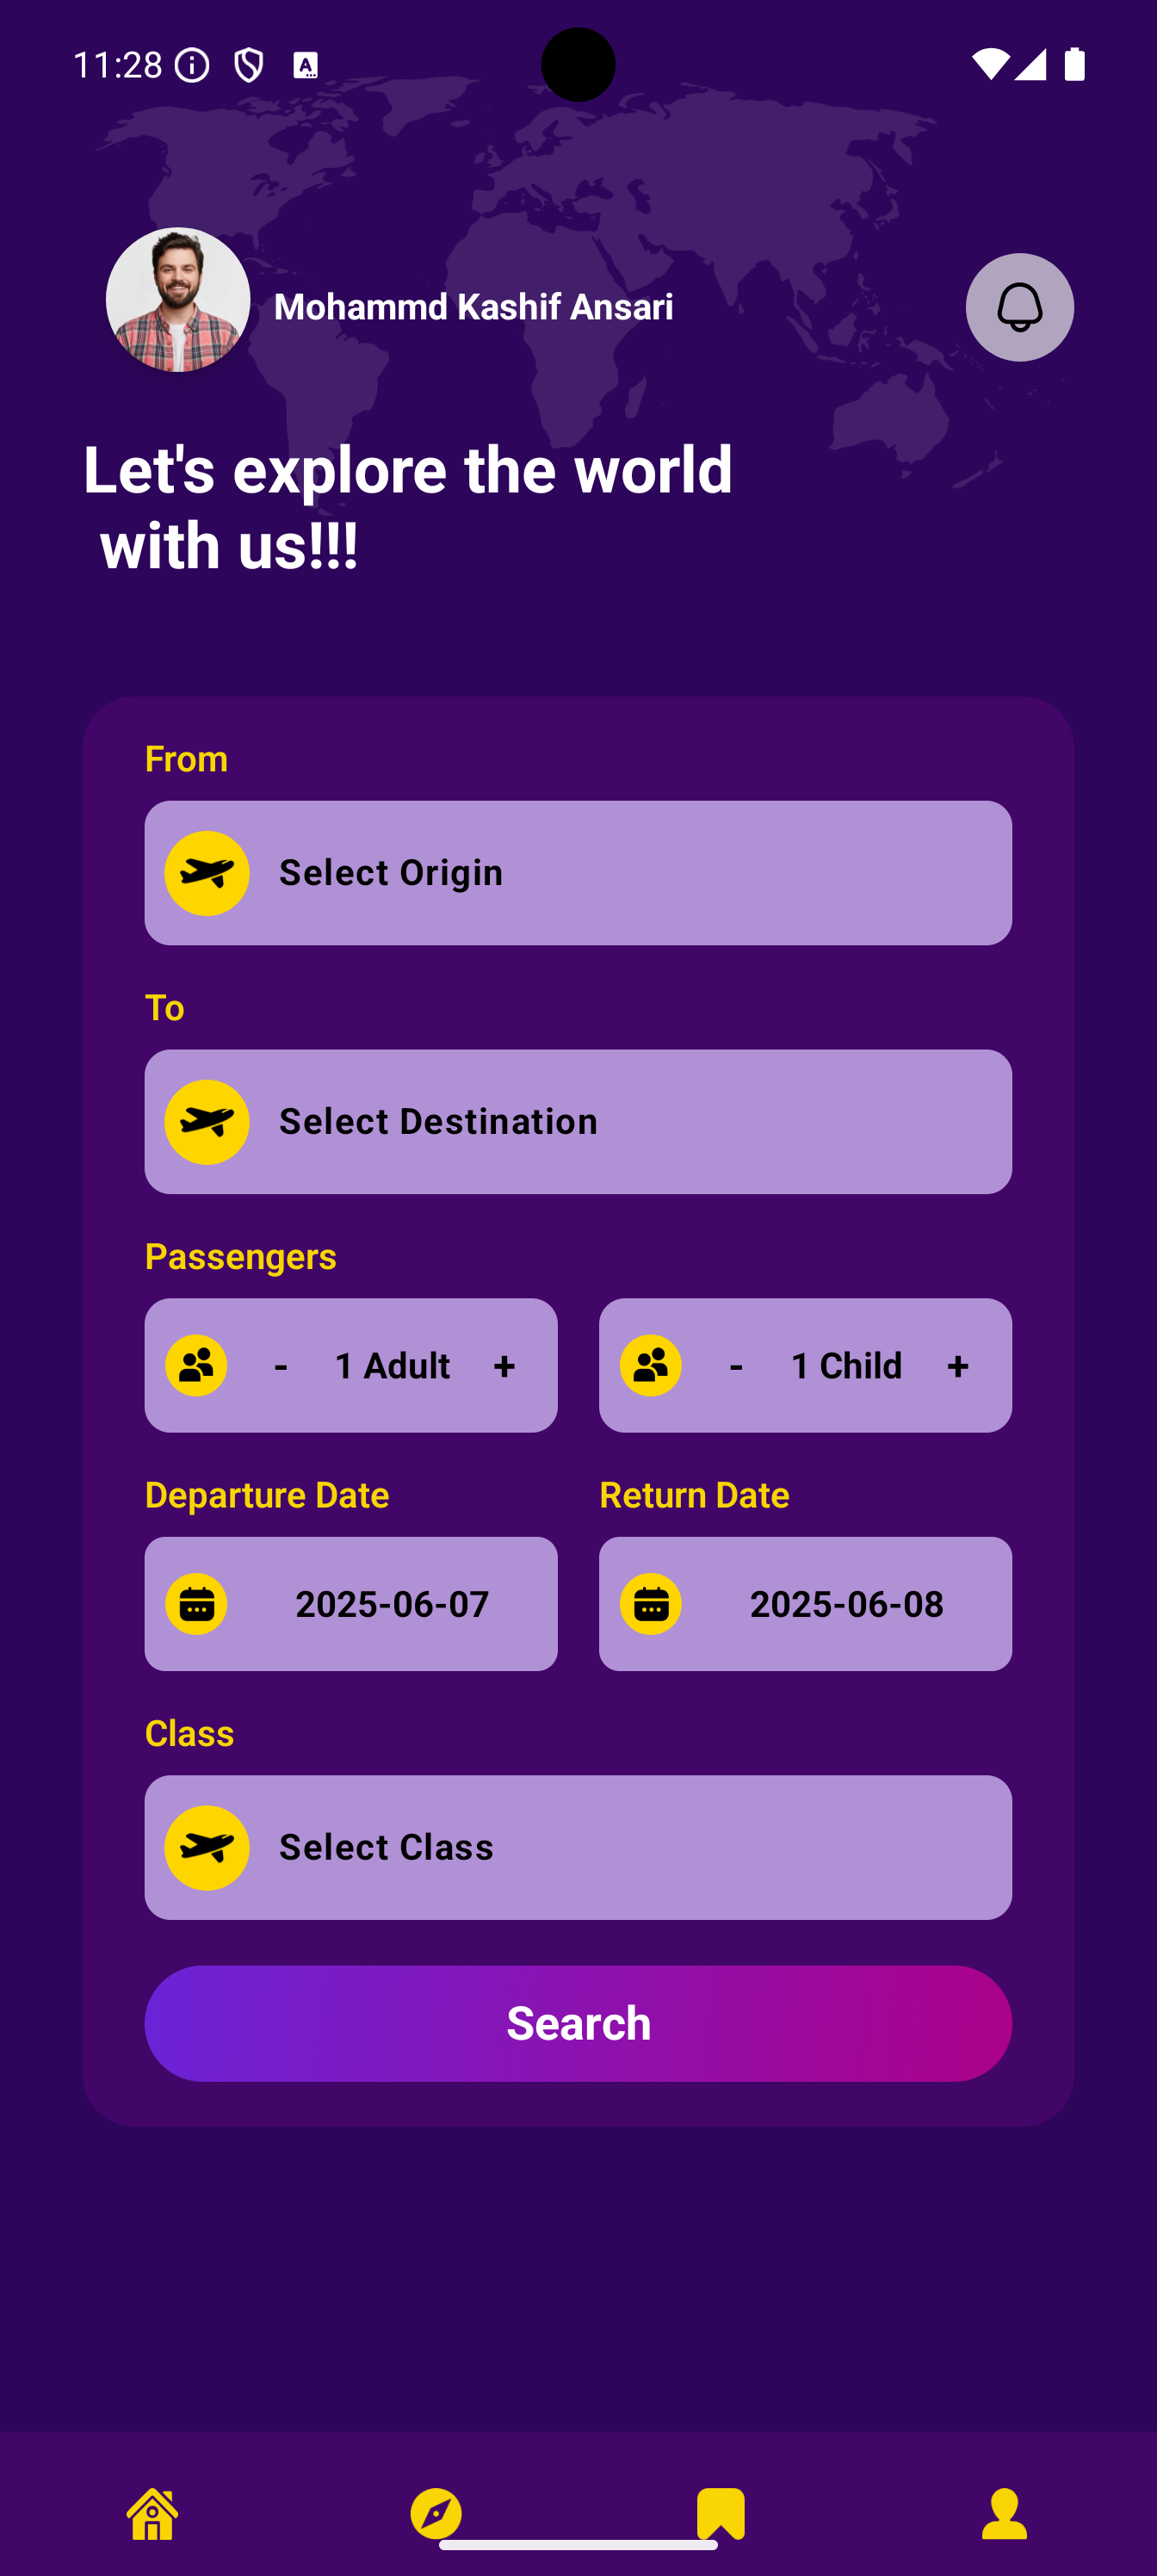 11:28
Mohammd Kashif Ansari
Let's explore the world
with us!!!
From
Select Origin
To
Select Destination
Passengers
- 1 Adult +
- 1 Child +
Departure Date
Return Date
2025-06-07
2025-06-08
Class
Select Class
Search